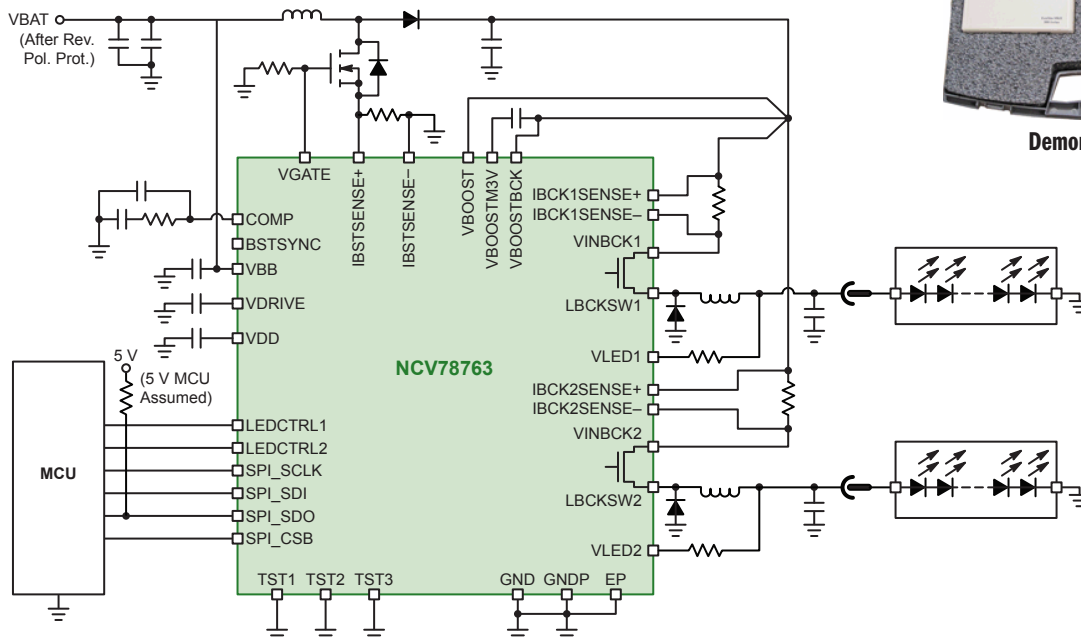 VBAT
(After Rev.
Pol. Prot.)
Demor
VGATE
IBSTSENSE+
IBSTSENSE–
VBOOST
VBOOSTM3V
VBOOSTBCK
COMP
BSTSYNC
VBB
VDRIVE
VDD
5 V
(5 V MCU
Assumed)
MCU
LEDCTRL1
LEDCTRL2
SPI_SCLK
SPI_SDI
SPI_SDO
SPI_CSB
NCV78763
IBCK1SENSE+
IBCK1SENSE–
VINBCK1
LBCKSW1
VLED1
IBCK2SENSE+
IBCK2SENSE–
VINBCK2
LBCKSW2
VLED2
TST1
TST2
TST3
GND
GNDP
EP